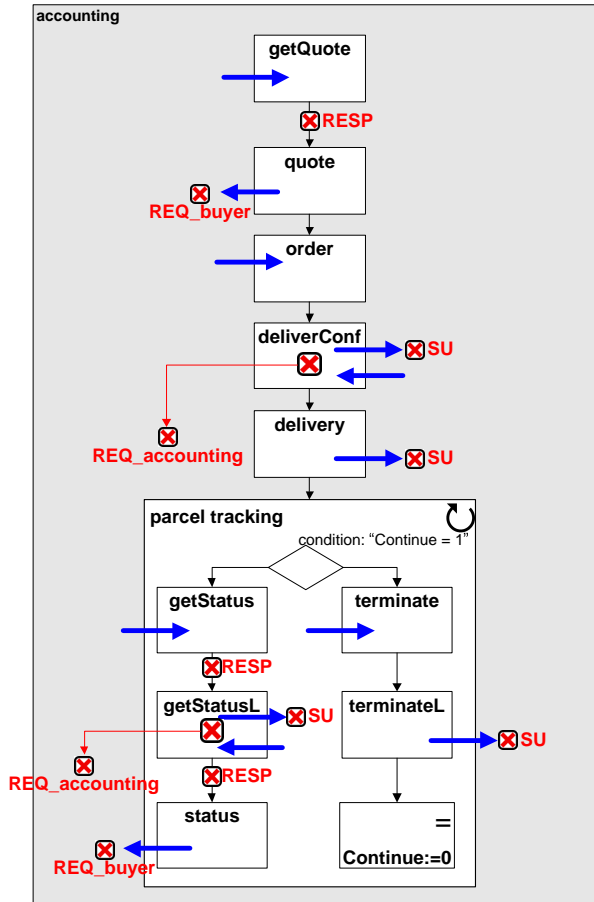 accounting
getQuote
RESP
quote
REQ_buyer
order
deliverConf
SU
REQ_accounting
delivery
SU
parcel tracking
condition: “Continue = 1”
getStatus
terminate
RESP
getStatusL
SU
terminateL
SU
REQ_accounting
RESP
status
=
Continue:=0
REQ_buyer